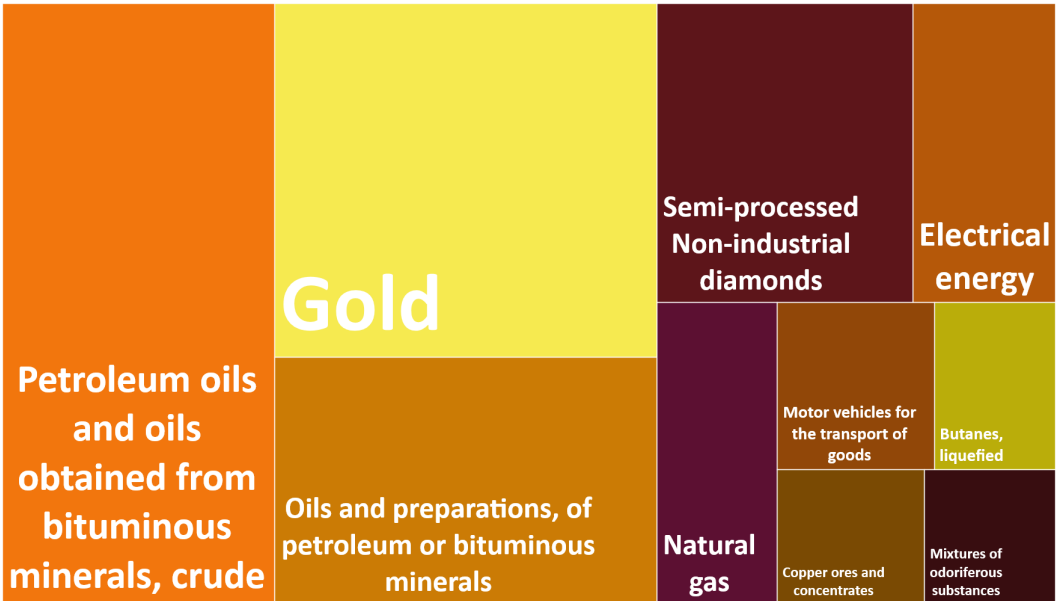 Petroleum oils
and oils
obtained from
bituminous
minerals, crude
Gold
Oils and preparations, of
petroleum or bituminous
minerals
Semi-processed
Non-industrial
diamonds
Electrical
energy
Natural
gas
Motor vehicles for
the transport of
goods
Butanes,
liquefied
Copper ores and
concentrates
Mixtures of
odoriferous
substances